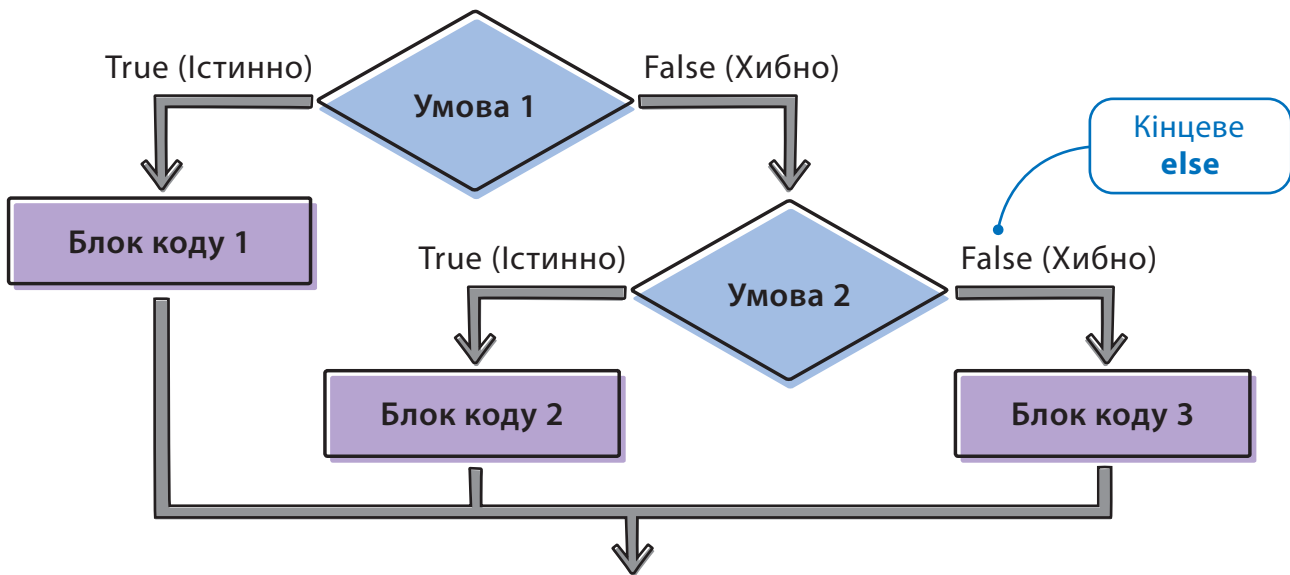 True (Істинно)
False (Хибно)
Умова 1
Кінцеве
else
Блок коду 1
True (Істинно)
False (Хибно)
Умова 2
Блок коду 2
Блок коду 3